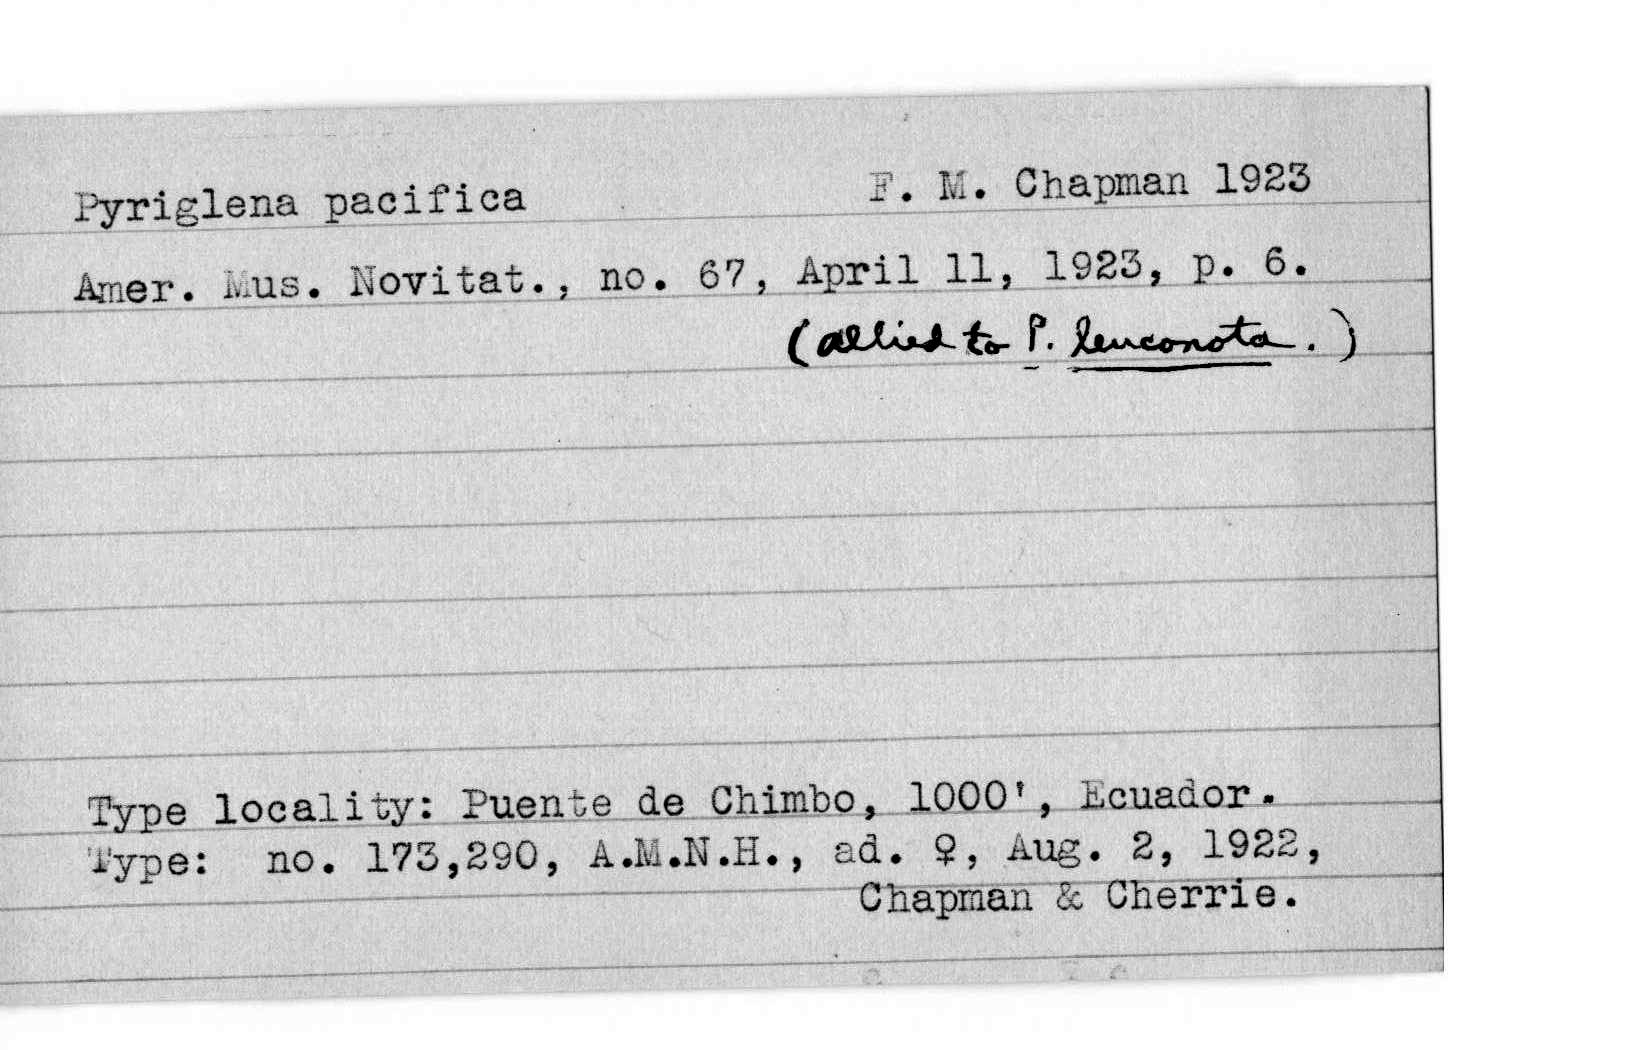 Pyriglena pacifica F. M. Chapman 1923
Amer. Mus. Novitat., no. 67, April 11, 1923, p. 6.
(allied to P. leuconota.)
Type locality: Puente de Chimbo, 1000', Ecuador.
Type: no. 173,290, A.M.N.H., ad. ♀, Aug. 2, 1922,
Chapman & Cherrie.